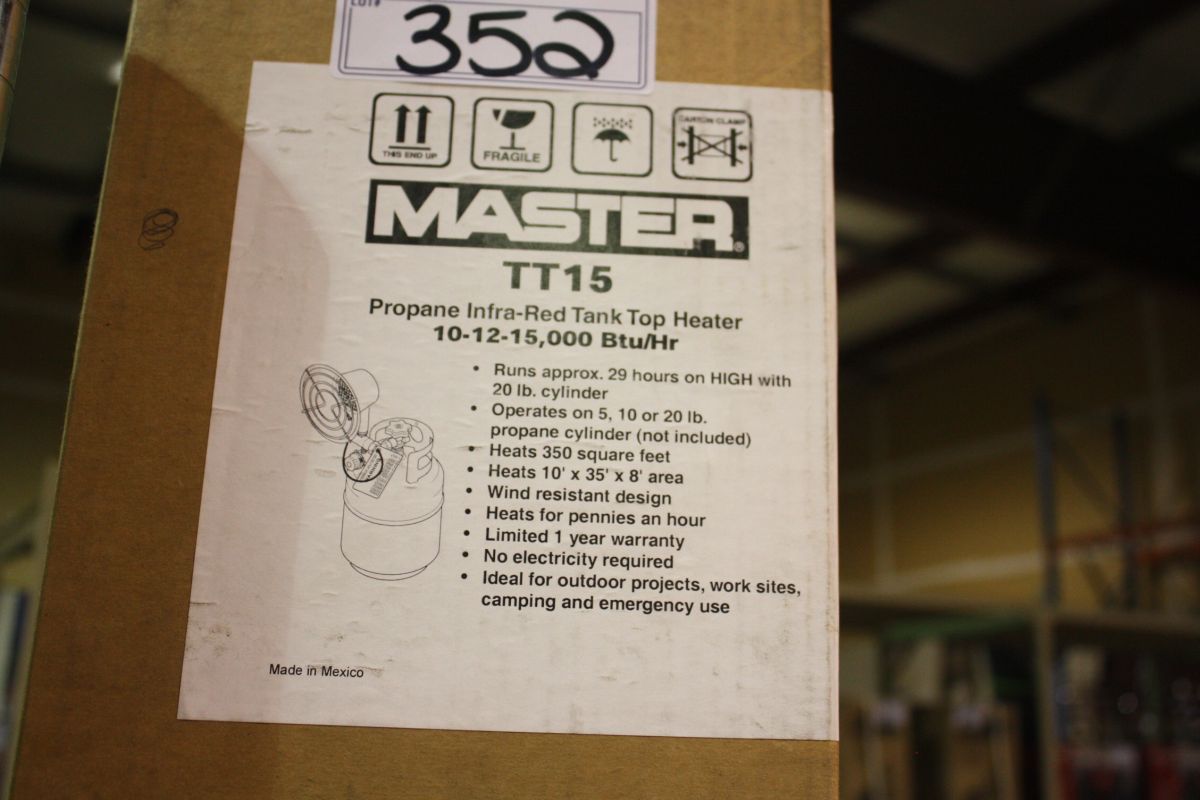 LOT#
352
THIS END UP
FRAGILE
CARTON CLAMP
MASTER®
TT15
Propane Infra-Red Tank Top Heater
10-12-15,000 Btu/Hr
• Runs approx. 29 hours on HIGH with
20 lb. cylinder
• Operates on 5, 10 or 20 lb.
propane cylinder (not included)
• Heats 350 square feet
• Heats 10' x 35' x 8' area
• Wind resistant design
• Heats for pennies an hour
• Limited 1 year warranty
• No electricity required
• Ideal for outdoor projects, work sites,
camping and emergency use
Made in Mexico